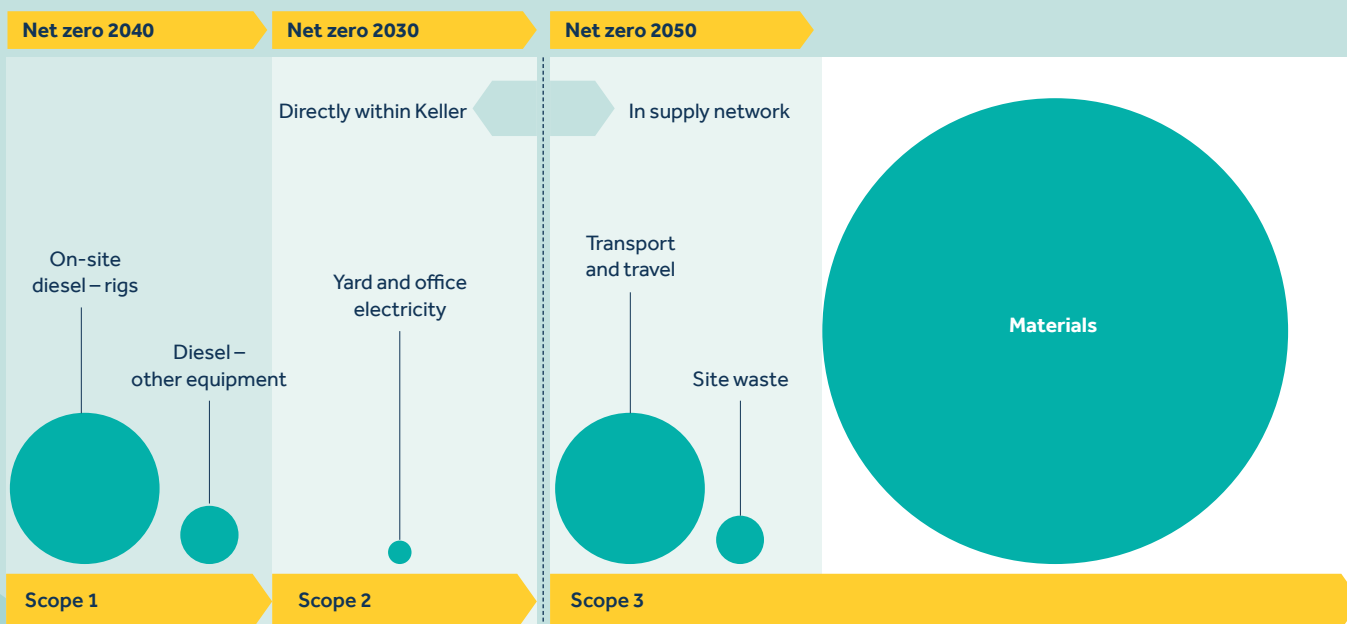 Net zero 2040
Net zero 2030
Net zero 2050
Directly within Keller
In supply network
On-site
diesel – rigs
Diesel –
other equipment
Yard and office
electricity
Transport
and travel
Site waste
Materials
Scope 1
Scope 2
Scope 3